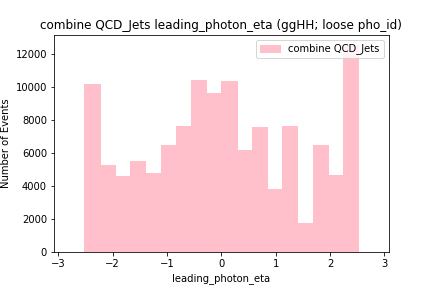 combine QCD_Jets leading_photon_eta (ggHH; loose pho_id)
combine QCD_Jets
Number of Events
12000
10000
8000
6000
4000
2000
0
−3 −2 −1 0 1 2 3
leading_photon_eta